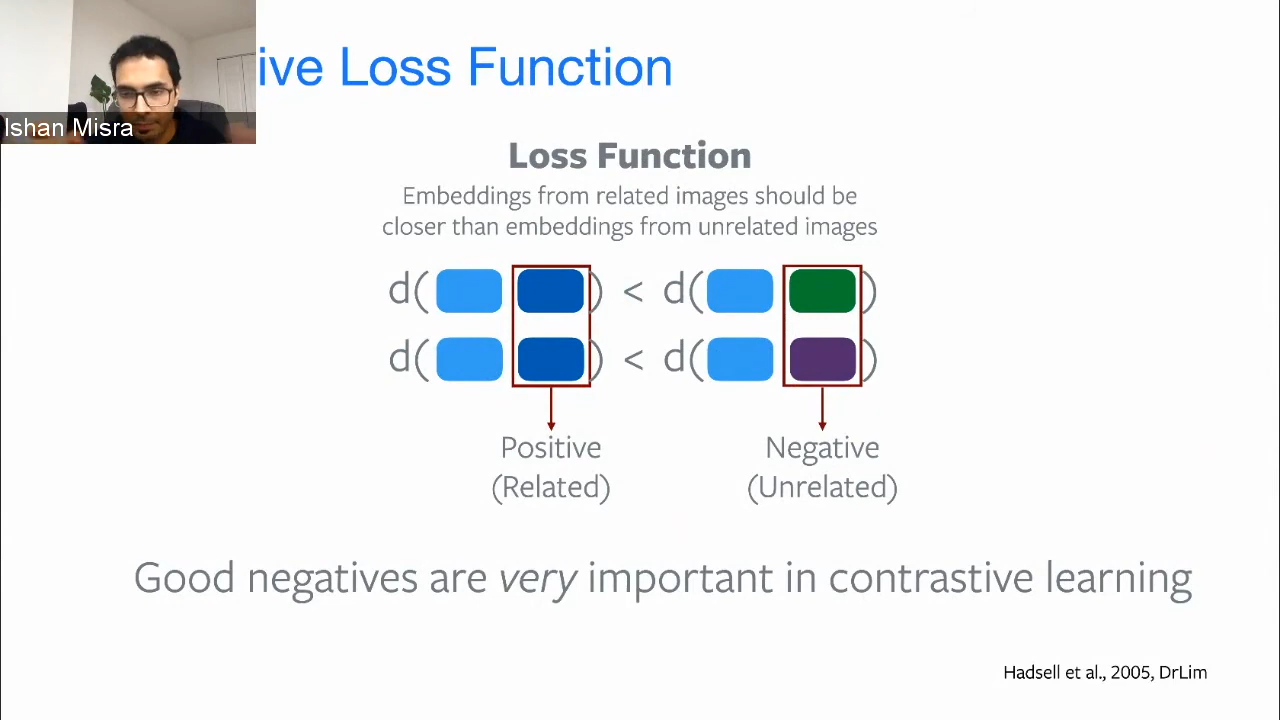 ive Loss Function
Ishan Misra
Loss Function
Embeddings from related images should be
closer than embeddings from unrelated images
d( ) < d( )
d( ) < d( )
Positive
(Related)
Negative
(Unrelated)
Good negatives are very important in contrastive learning
Hadsell et al., 2005, DrLim